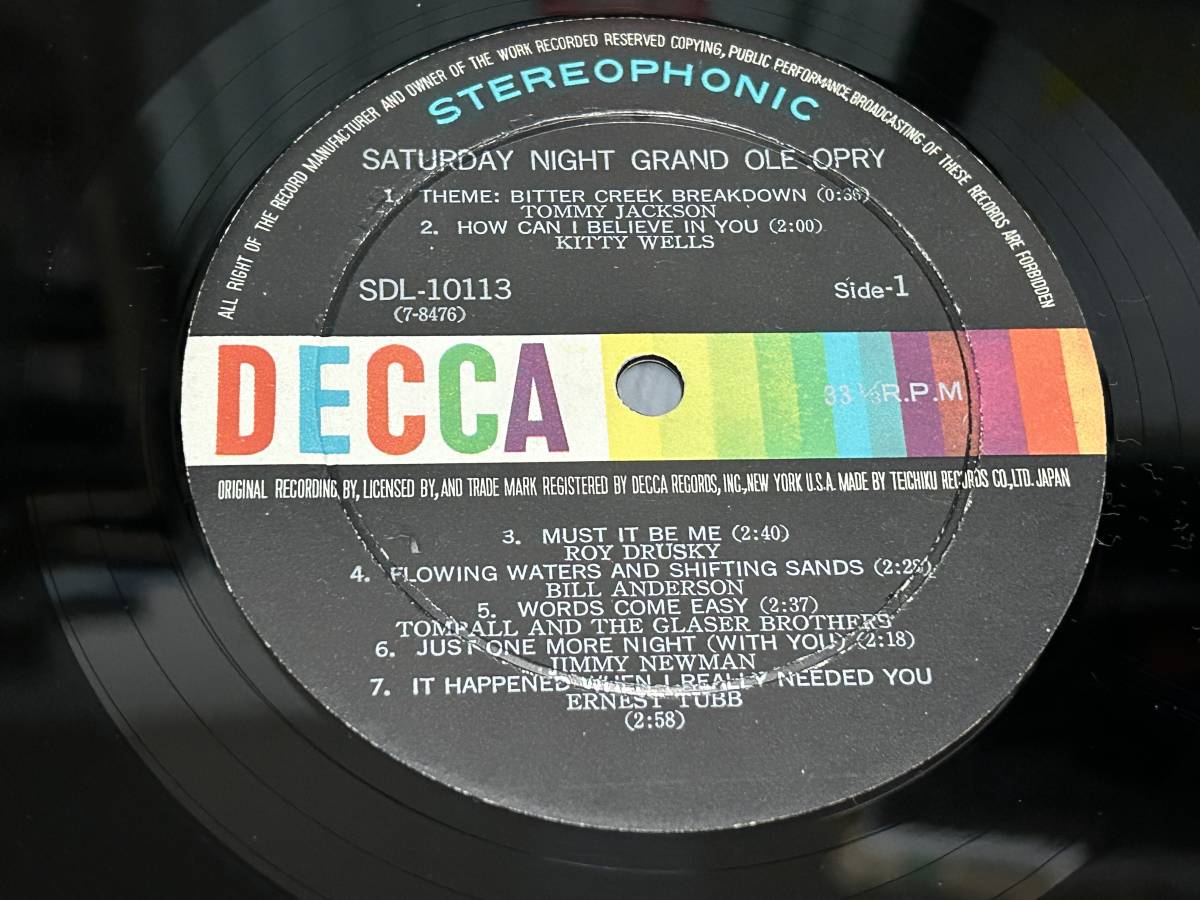 ALL RIGHT OF THE RECORD MANUFACTURER AND OWNER OF THE WORK RECORDED RESERVED COPYING, PUBLIC PERFORMANCE, BROADCASTING OF THESE RECORDS ARE FORBIDDEN
STEREOPHONIC
SATURDAY NIGHT GRAND OLE OPRY
1. THEME: BITTER CREEK BREAKDOWN (0:36)
TOMMY JACKSON
2. HOW CAN I BELIEVE IN YOU (2:00)
KITTY WELLS
SDL-10113 Side-1
(7-8476)
DECCA
33 ⅓ R.P.M
ORIGINAL RECORDING BY, LICENSED BY, AND TRADE MARK REGISTERED BY DECCA RECORDS, INC., NEW YORK U.S.A. MADE BY TEICHIKU RECORDS CO., LTD. JAPAN
3. MUST IT BE ME (2:40)
ROY DRUSKY
4. FLOWING WATERS AND SHIFTING SANDS
BILL ANDERSON
5. WORDS COME EASY (2:37)
TOMPALL AND THE GLASER BROTHERS
6. JUST ONE MORE NIGHT (WITH YOU) (2:18)
JIMMY NEWMAN
7. IT HAPPENED WHEN I REALLY NEEDED YOU
ERNEST TUBB
(2:58)